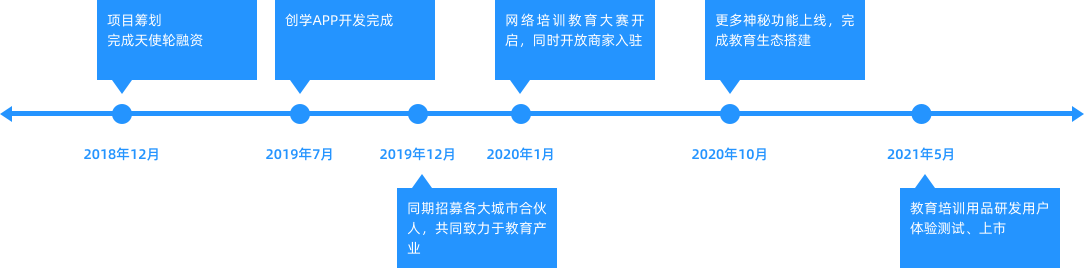 项目筹划
完成天使轮融资
创学APP开发完成
网络培训教育大赛开
启，同时开放商家入驻
更多神秘功能上线，完
成教育生态搭建
2018年12月
2019年7月
2019年12月
2020年1月
2020年10月
2021年5月
同期招募各大城市合伙
人，共同致力于教育产
业
教育培训用品研发用户
体验测试、上市